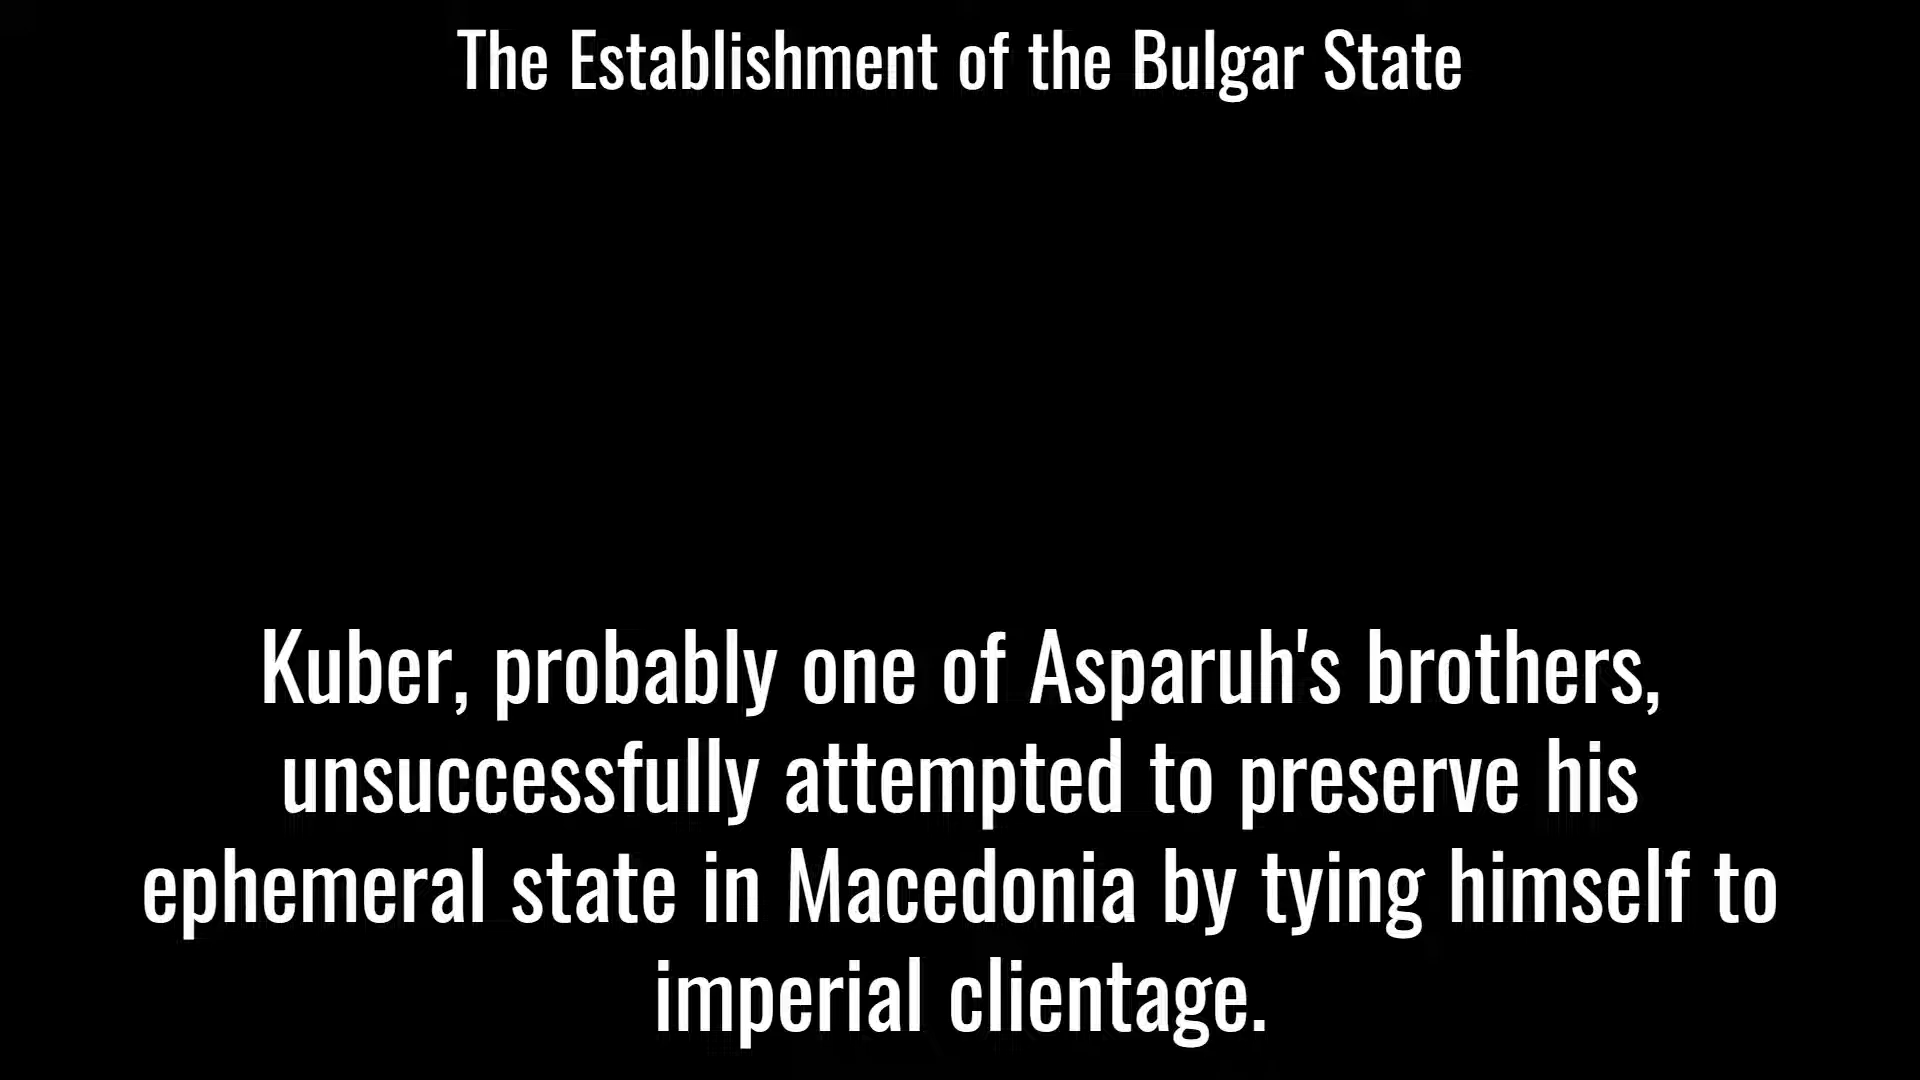 The Establishment of the Bulgar State
Kuber, probably one of Asparuh's brothers,
unsuccessfully attempted to preserve his
ephemeral state in Macedonia by tying himself to
imperial clientage.